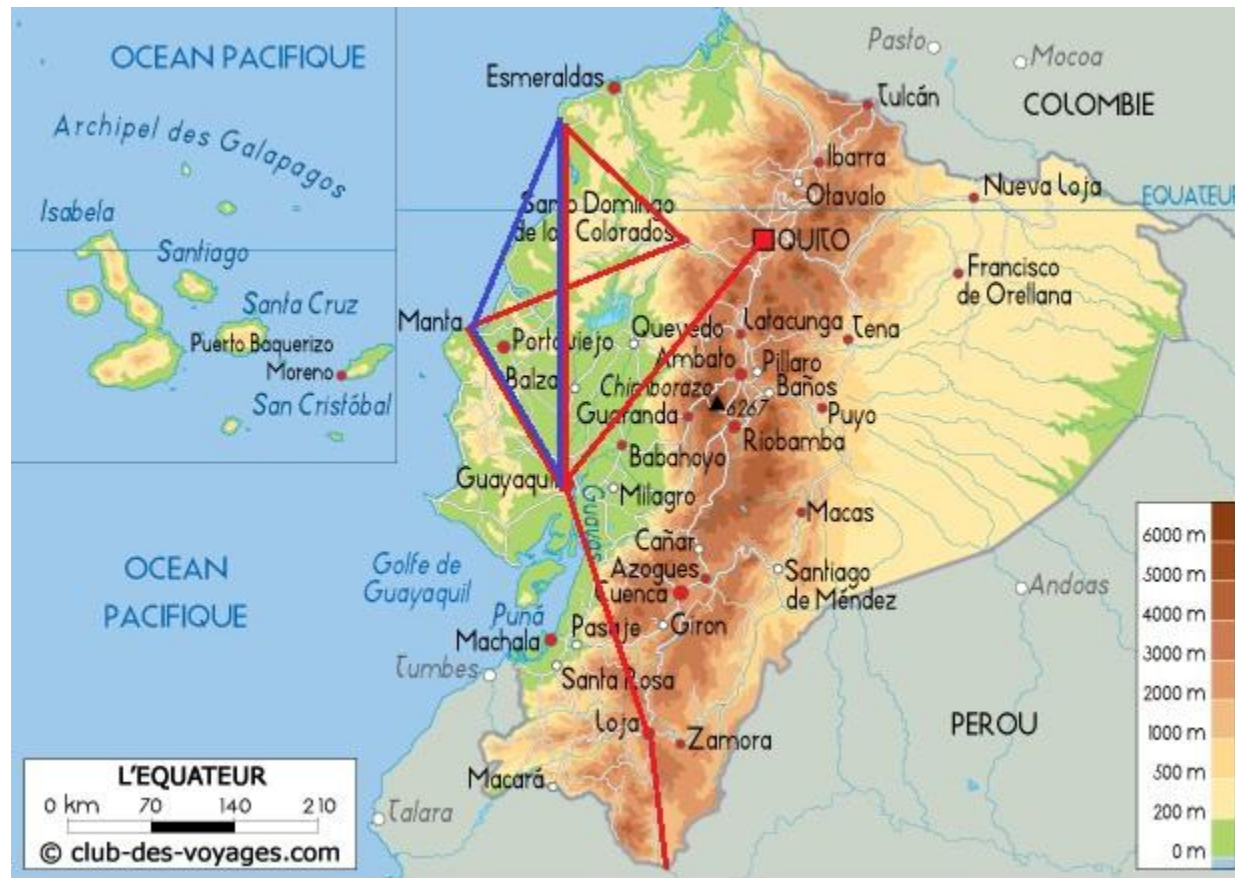 OCEAN PACIFIQUE
Archipel des Galapagos
Isabela
Santiago
Santa Cruz
Puerto Baquerizo
Moreno
San Cristóbal
Pasto
Mocoa
Esmeraldas
Tulcán
COLOMBIE
Ibarra
Otavalo
Nueva Loja
EQUATEUR
Santo Domingo
de los Colorados
QUITO
Francisco
de Orellana
Manta
Portoviejo
Quevedo
Latacunga
Tena
Ambato
Pillaro
Balza
Chimborazo
Baños
6267
Guaranda
Puyo
Riobamba
Babahoyo
Guayaquil
Milagro
Guayas
Macas
Cañar
OCEAN
PACIFIQUE
Golfe de
Guayaquil
Azogues
Santiago
de Méndez
Cuenca
Andoas
Puná
Pasaje
Giron
Machala
Tumbes
Santa Rosa
Loja
Zamora
PEROU
Macará
Talara
6000 m
5000 m
4000 m
3000 m
2000 m
1000 m
500 m
200 m
0 m
L'EQUATEUR
0 km 70 140 210
© club-des-voyages.com